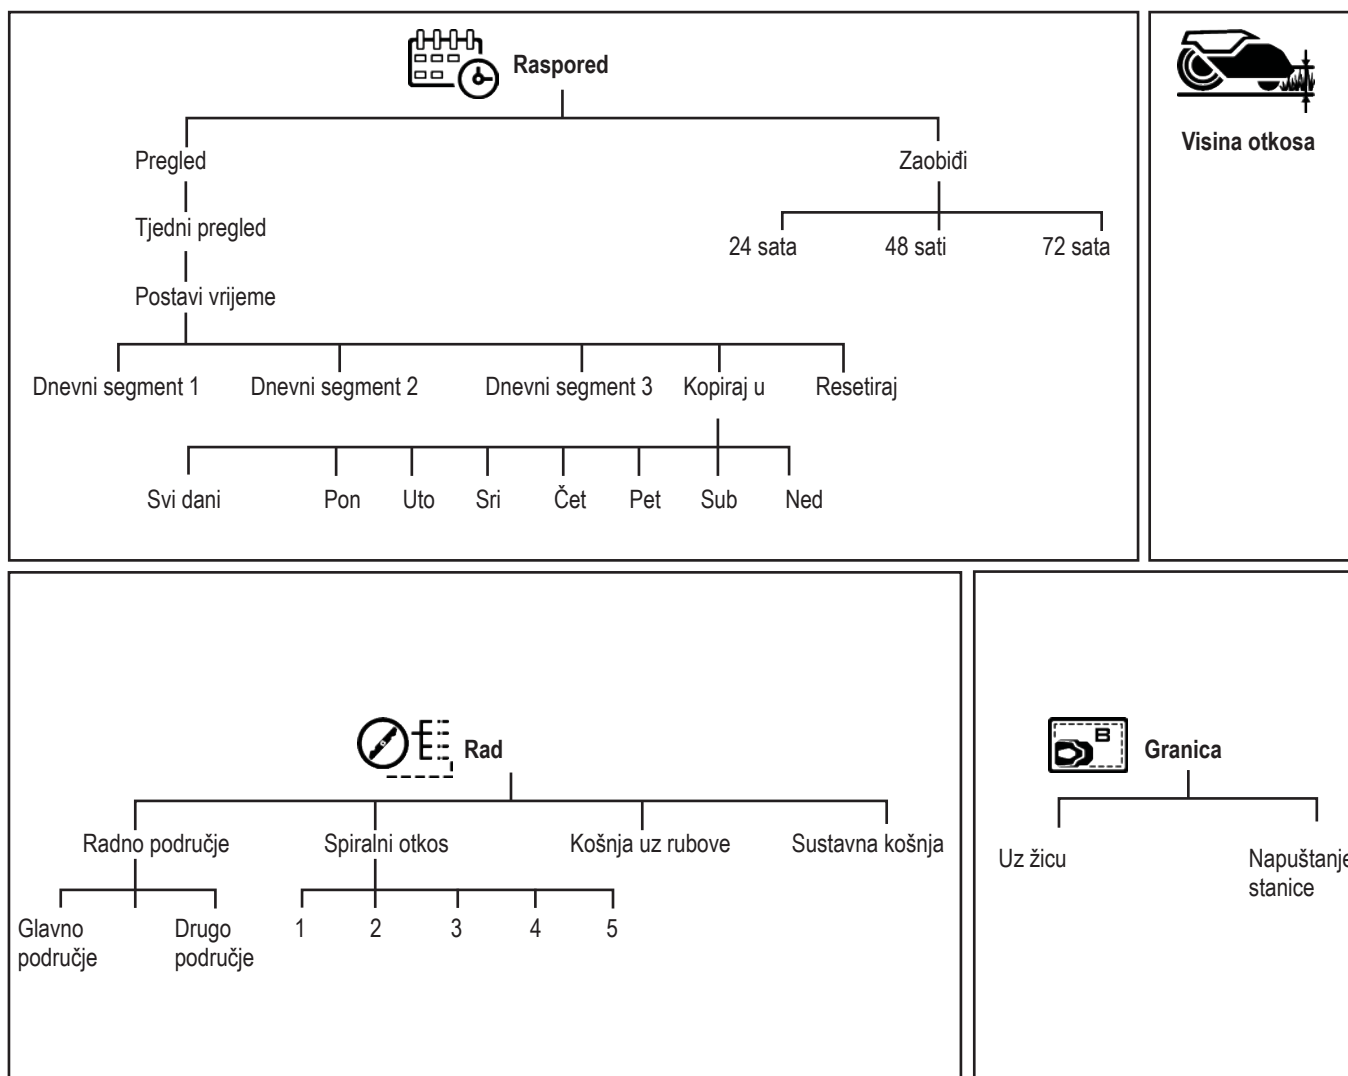 Raspored
Pregled
Zaobiđi
Tjedni pregled
24 sata
48 sati
72 sata
Postavi vrijeme
Dnevni segment 1
Dnevni segment 2
Dnevni segment 3
Kopiraj u
Resetiraj
Svi dani
Pon
Uto
Sri
Čet
Pet
Sub
Ned
Visina otkosa
Rad
Radno područje
Spiralni otkos
Košnja uz rubove
Sustavna košnja
Glavno
područje
Drugo
područje
1
2
3
4
5
B
Granica
Uz žicu
Napuštanje
stanice